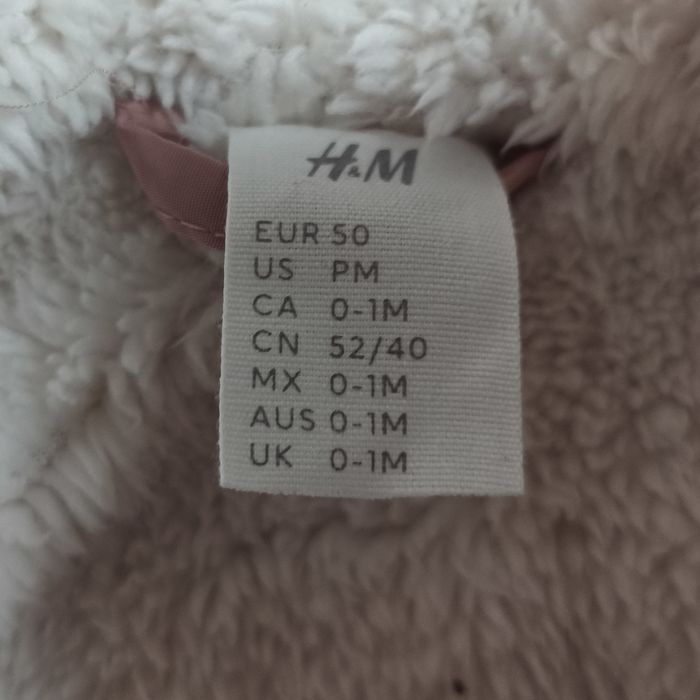 H&M
EUR 50
US PM
CA 0-1M
CN 52/40
MX 0-1M
AUS 0-1M
UK 0-1M